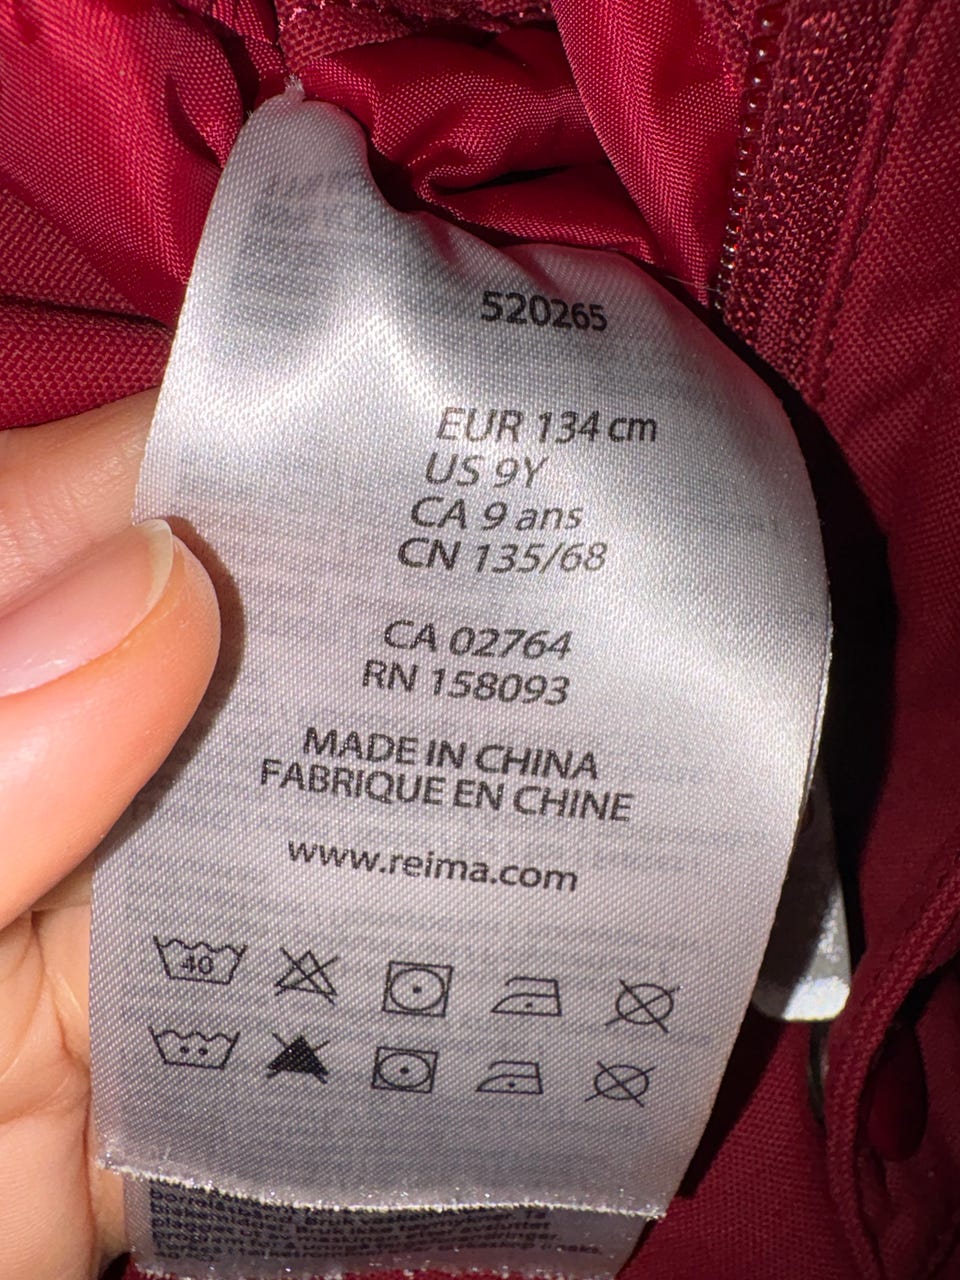 520265
EUR 134 cm
US 9Y
CA 9 ans
CN 135/68
CA 02764
RN 158093
MADE IN CHINA
FABRIQUE EN CHINE
www.reima.com
40